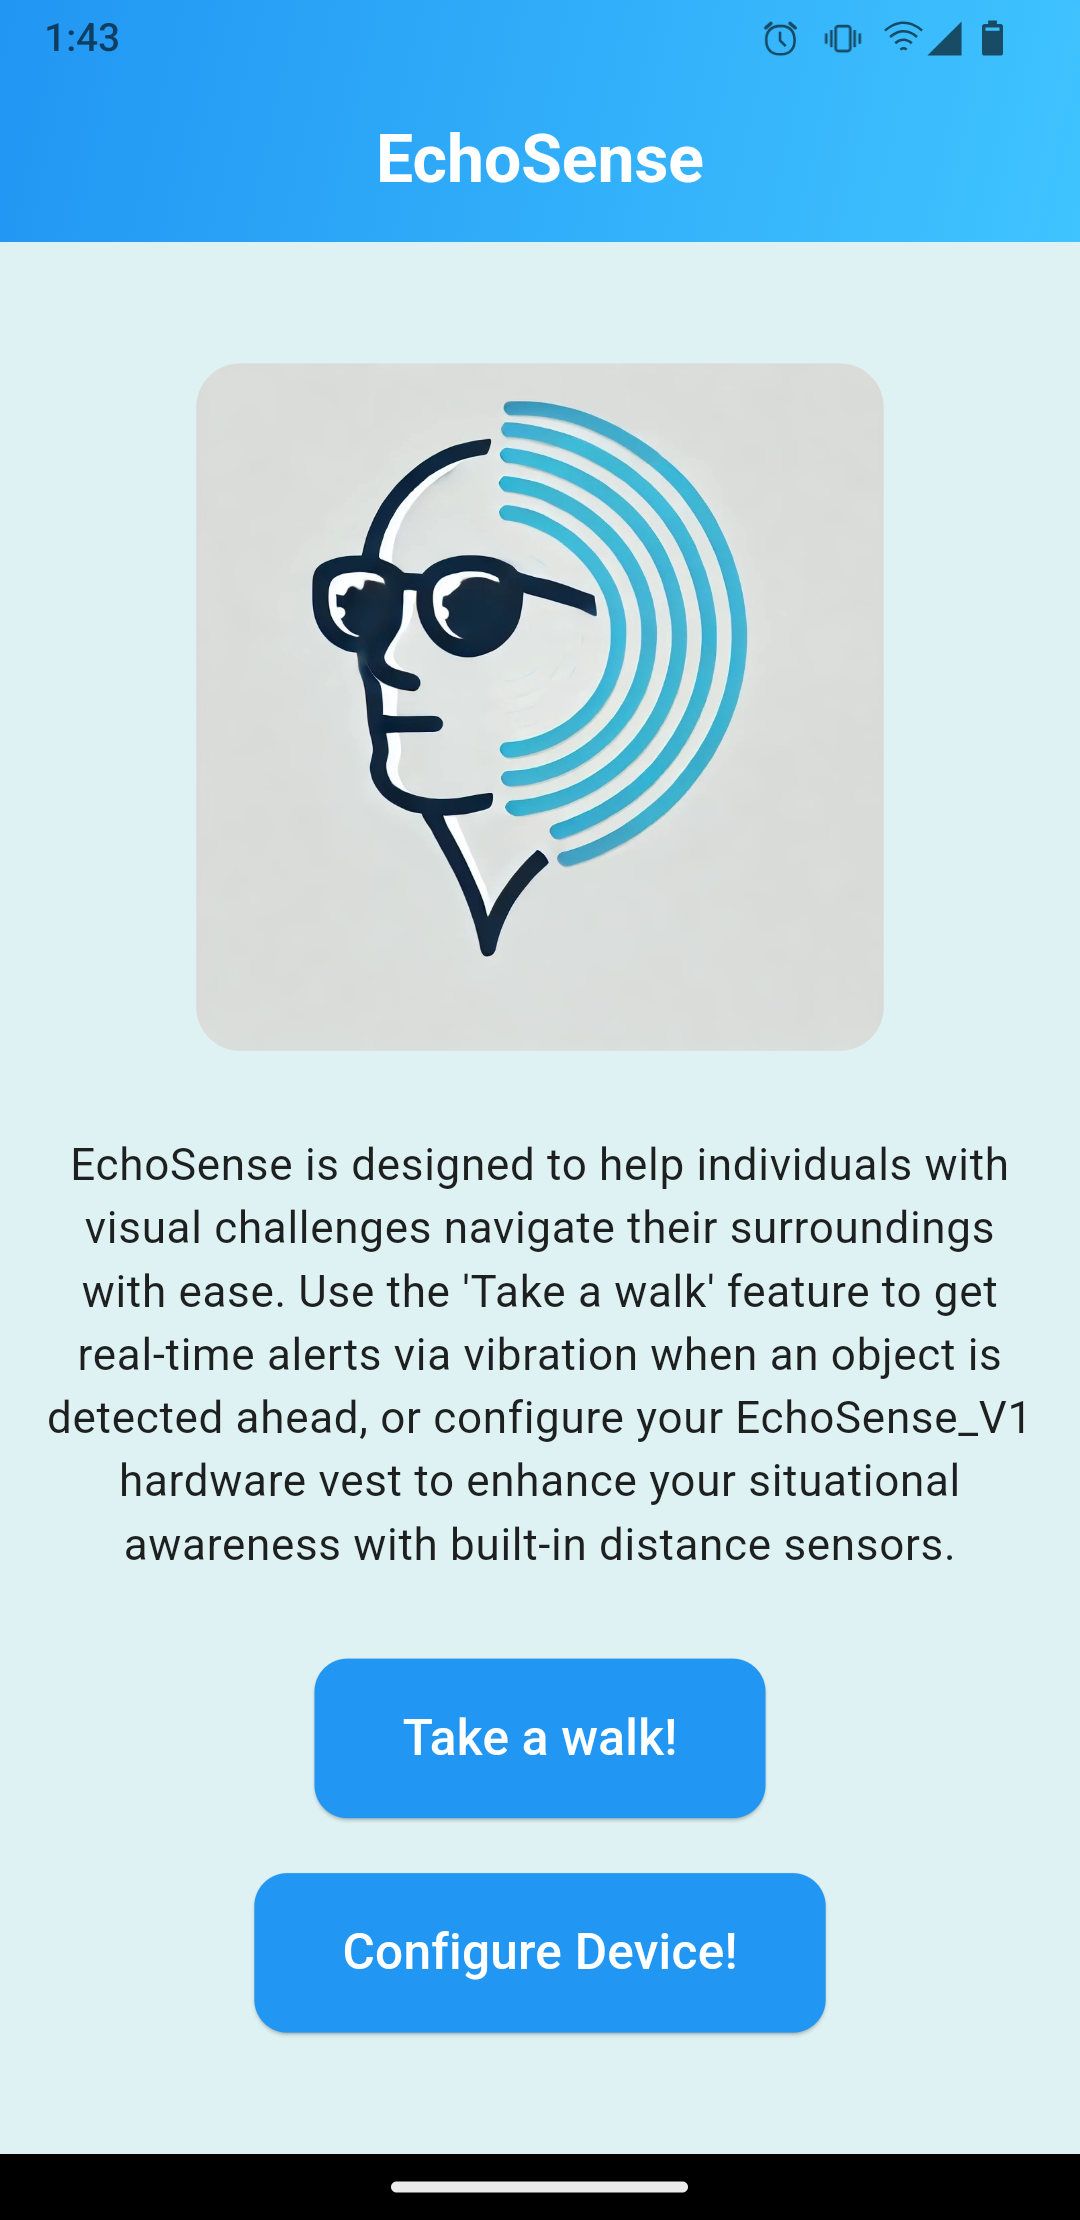 1:43
EchoSense
EchoSense is designed to help individuals with
visual challenges navigate their surroundings
with ease. Use the 'Take a walk' feature to get
real-time alerts via vibration when an object is
detected ahead, or configure your EchoSense_V1
hardware vest to enhance your situational
awareness with built-in distance sensors.
Take a walk!
Configure Device!